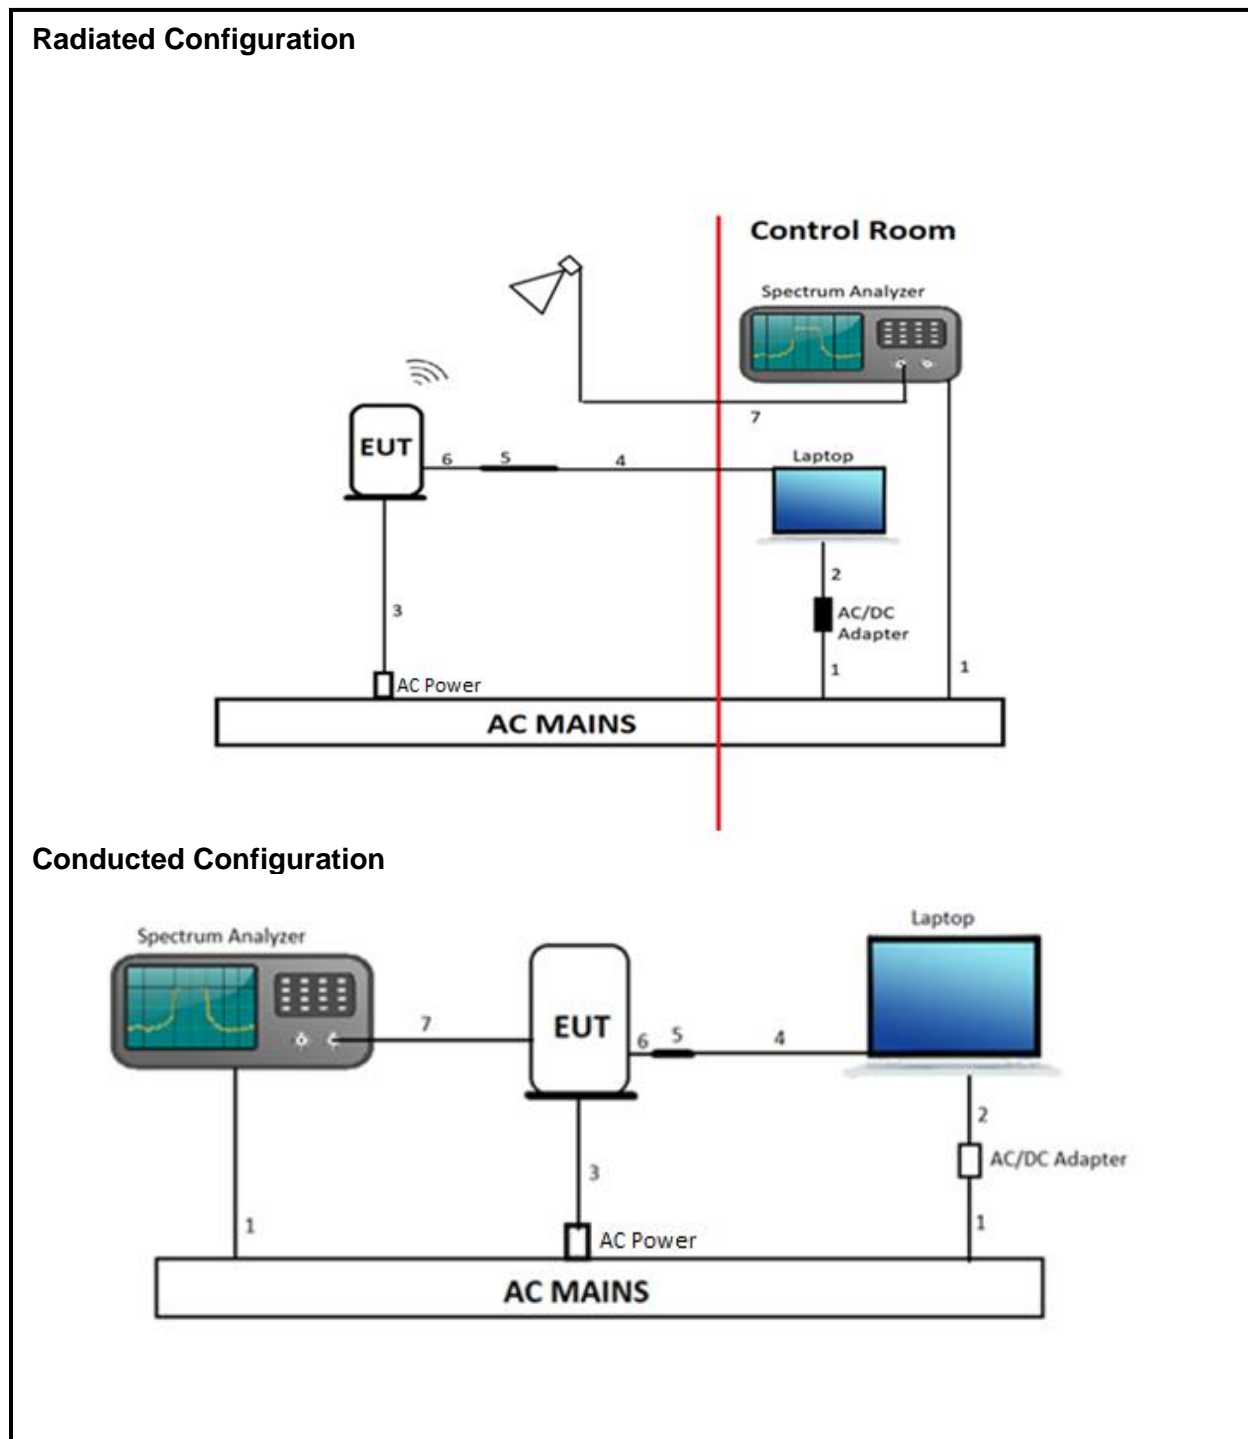 Radiated Configuration
Control Room
Spectrum Analyzer
7
EUT
6
5
4
Laptop
2
3
AC/DC
Adapter
1
1
AC Power
AC MAINS
Conducted Configuration
Laptop
Spectrum Analyzer
7
EUT
6
5
4
2
3
AC/DC Adapter
1
1
AC Power
AC MAINS